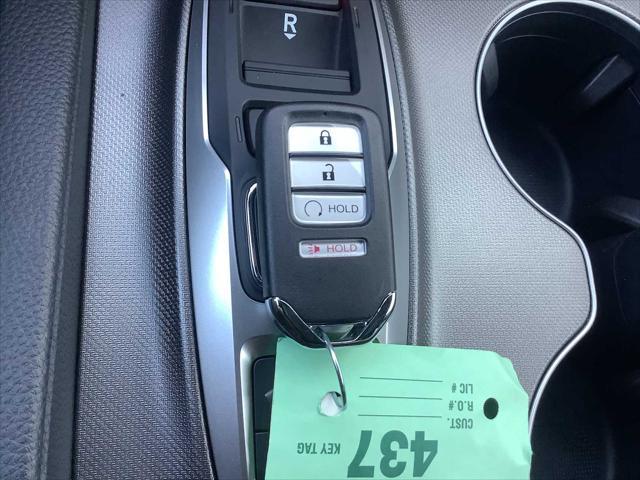 R
HOLD
HOLD
437
KEY TAG
CUST.
R.O.#
LIC #